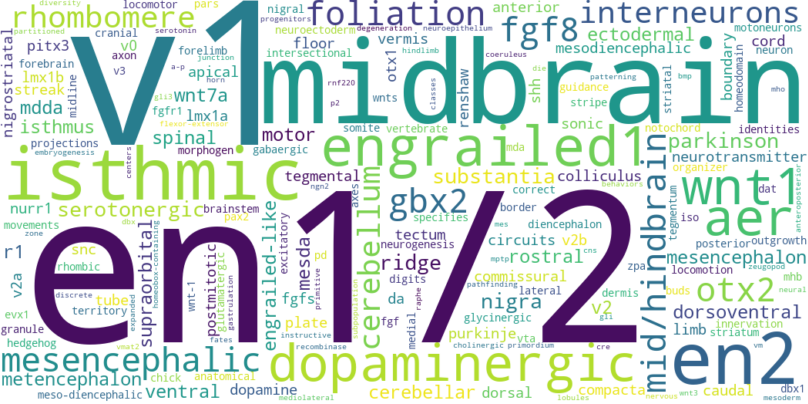 rhombomere
diversity
locomotor
pars
nigral
progenitors
foliation
anterior
interneurons
nigrostriatal
partitioned
pitx3
cranial
serotonin
v0
forelimb
neuroectoderm
degeneration
neuroepithelium
hindlimb
intersectional
fgf8
ectodermal
motoneurons
cord
neuron
forebrain
axon
junction
v3
a-p
horn
floor
vermis
otx1
coeruleus
mesodiencephalic
v1
midbrain
lmx1b
streak
midline
apical
wnt7a
gli3
fgfr1
lmx1a
rnf220
p2
wnts
classes
renshaw
shh
die
guidance
stripe
striatal
patterning
bmp
boundary
homeodomain
mho
mdda
isthmus
projections
embryogenesis
spinal
flexor-extensor
morphogen
centers
gabaergic
motor
somite
vertebrate
engrailed1
mda
sonic
notochord
identities
parkinson
neurotransmitter
organizer
isthmic
tegmental
ngn2
cerebellum
substantia
colliculus
mid/hindbrain
wnt1
dat
anteroposterior
aer
nurr1
serotonergic
brainstem
dbx
pax2
movements
zone
en1/2
r1
v2a
rhombic
snc
tube
territory
discrete
expanded
evx1
granule
hedgehog
vmat2
fates
supraorbital
homeobox-containing
wnt-1
postmitotic
glutamatergic
gastrulation
engrailed-like
excitatory
mesda
pd
axes
fgfs
primitive
plate
instructive
recombinase
subpopulation
gbx2
specifies
correct
border
tectum
diencephalon
mes
neurogenesis
ridge
circuits
v2b
rostral
cns
mptp
digits
commissural
pathfinding
da
nigra
lateral
v2
zpa
dermis
medial
fgf
raphe
glycinergic
purkinje
vta
gli
cholinergic
primordium
cre
tegmentum
iso
posterior
outgrowth
mesencephalon
locomotion
zeugopod
buds
otx2
mhb
neural
dorsoventral
limb
striatum
innervation
en2
vm
dbx1
mesoderm
wnt3
caudal
nervous
lobules
behaviors
mesencephalic
metencephalon
chick
anatomical
meso-diencephalic
ventral
dopamine
mediolateral
dopaminergic
cerebellar
dorsal
compacta